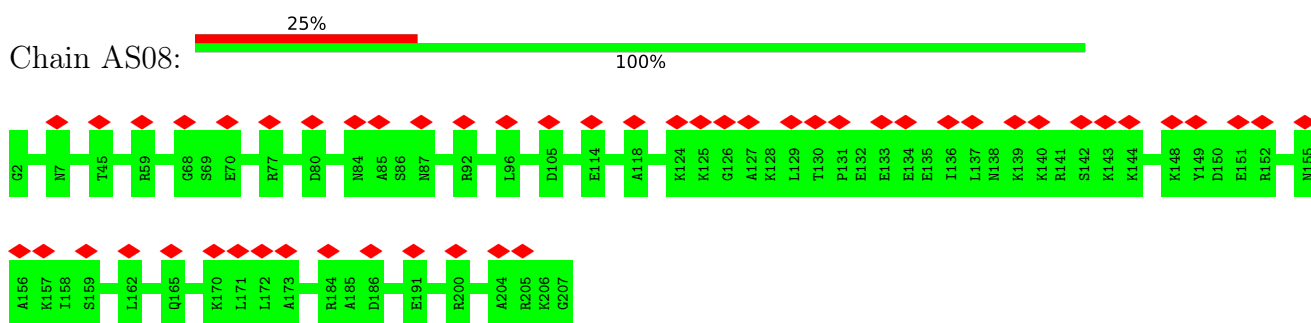 25%
Chain AS08:
100%
G2 N7 T45 R59 G68 S69 E70 R77 D80 N84 A85 S86 N87 R92 L96 D105 E114 A118 K124 K125 G126 A127 K128 L129 T130 P131 E132 E133 E134 E135 I136 L137 N138 K139 K140 R141 S142 K143 K144 K148 Y149 D150 E151 R152 N155
A156 K157 I158 S159 L162 Q165 K170 L171 L172 A173 R184 A185 D186 E191 R200 A204 R205 K206 G207